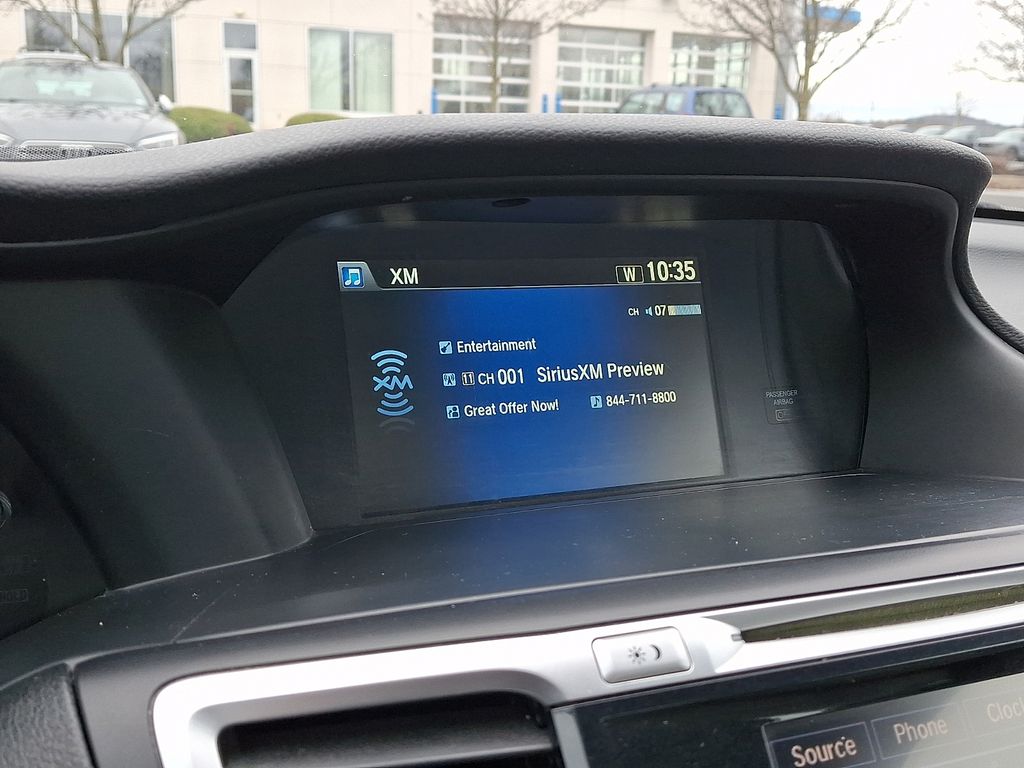 XM W 10:35
CH 07
Entertainment
XM
11 CH 001 SiriusXM Preview
Great Offer Now! 844-711-8800
PASSENGER
AIRBAG
Source Phone Clock